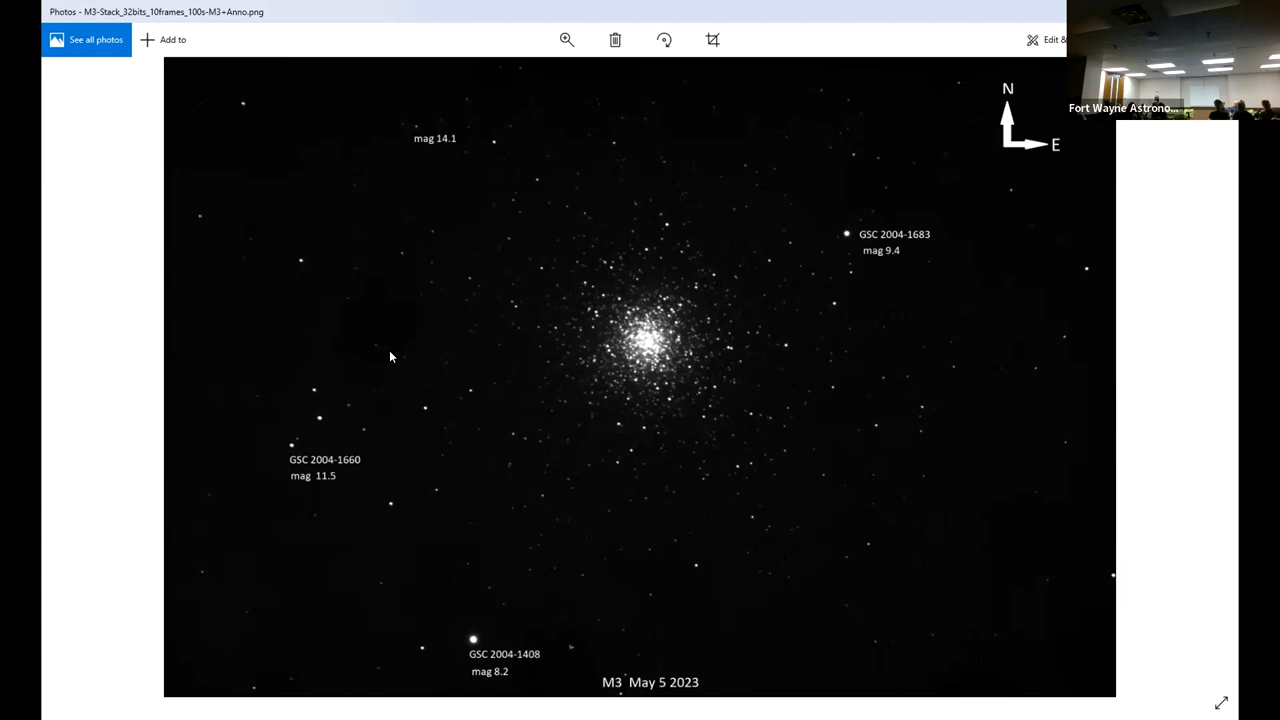 Photos - M3-Stack_32bits_10frames_100s-M3+Anno.png
See all photos
Add to
Edit &
Fort Wayne Astrono...
N
E
mag 14.1
GSC 2004-1683
mag 9.4
GSC 2004-1660
mag 11.5
GSC 2004-1408
mag 8.2
M3 May 5 2023